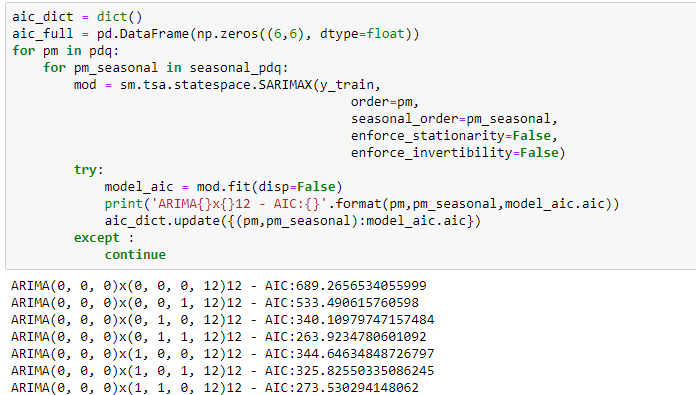 aic_dict = dict()
aic_full = pd.DataFrame(np.zeros((6,6), dtype=float))
for pm in pdq:
    for pm_seasonal in seasonal_pdq:
        mod = sm.tsa.statespace.SARIMAX(y_train,
                                            order=pm,
                                            seasonal_order=pm_seasonal,
                                            enforce_stationarity=False,
                                            enforce_invertibility=False)
        try:
            model_aic = mod.fit(disp=False)
            print('ARIMA{}x{}12 - AIC:{}'.format(pm,pm_seasonal,model_aic.aic))
            aic_dict.update({(pm,pm_seasonal):model_aic.aic})
        except :
            continue
ARIMA(0, 0, 0)x(0, 0, 0, 12)12 - AIC:689.2656534055999
ARIMA(0, 0, 0)x(0, 0, 1, 12)12 - AIC:533.490615760598
ARIMA(0, 0, 0)x(0, 1, 0, 12)12 - AIC:340.10979747157484
ARIMA(0, 0, 0)x(0, 1, 1, 12)12 - AIC:263.9234780601092
ARIMA(0, 0, 0)x(1, 0, 0, 12)12 - AIC:344.64634848726797
ARIMA(0, 0, 0)x(1, 0, 1, 12)12 - AIC:325.82550335086245
ARIMA(0, 0, 0)x(1, 1, 0, 12)12 - AIC:273.530294148062